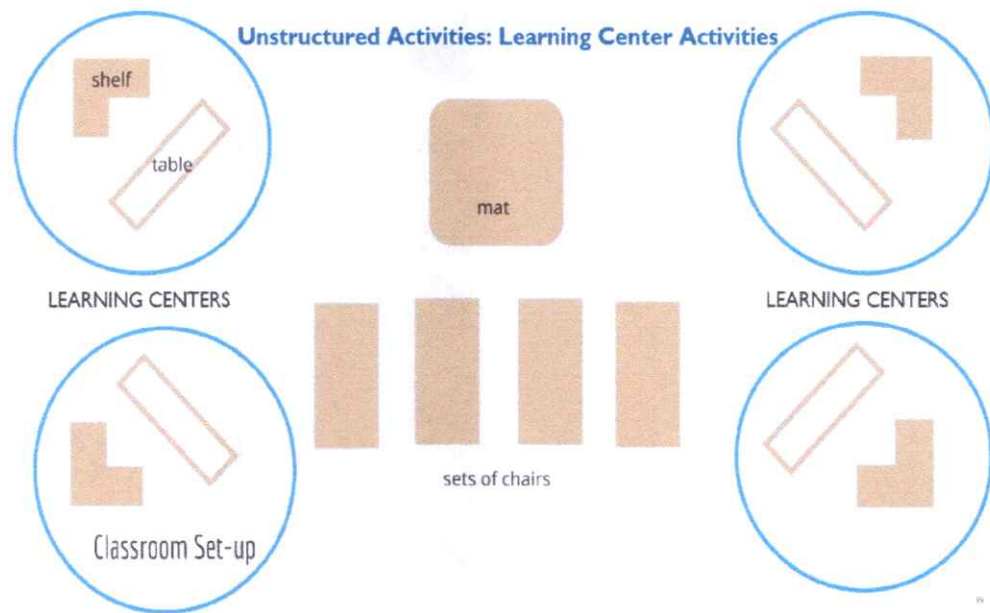 Unstructured Activities: Learning Center Activities
shelf
table
mat
LEARNING CENTERS
LEARNING CENTERS
sets of chairs
Classroom Set-up